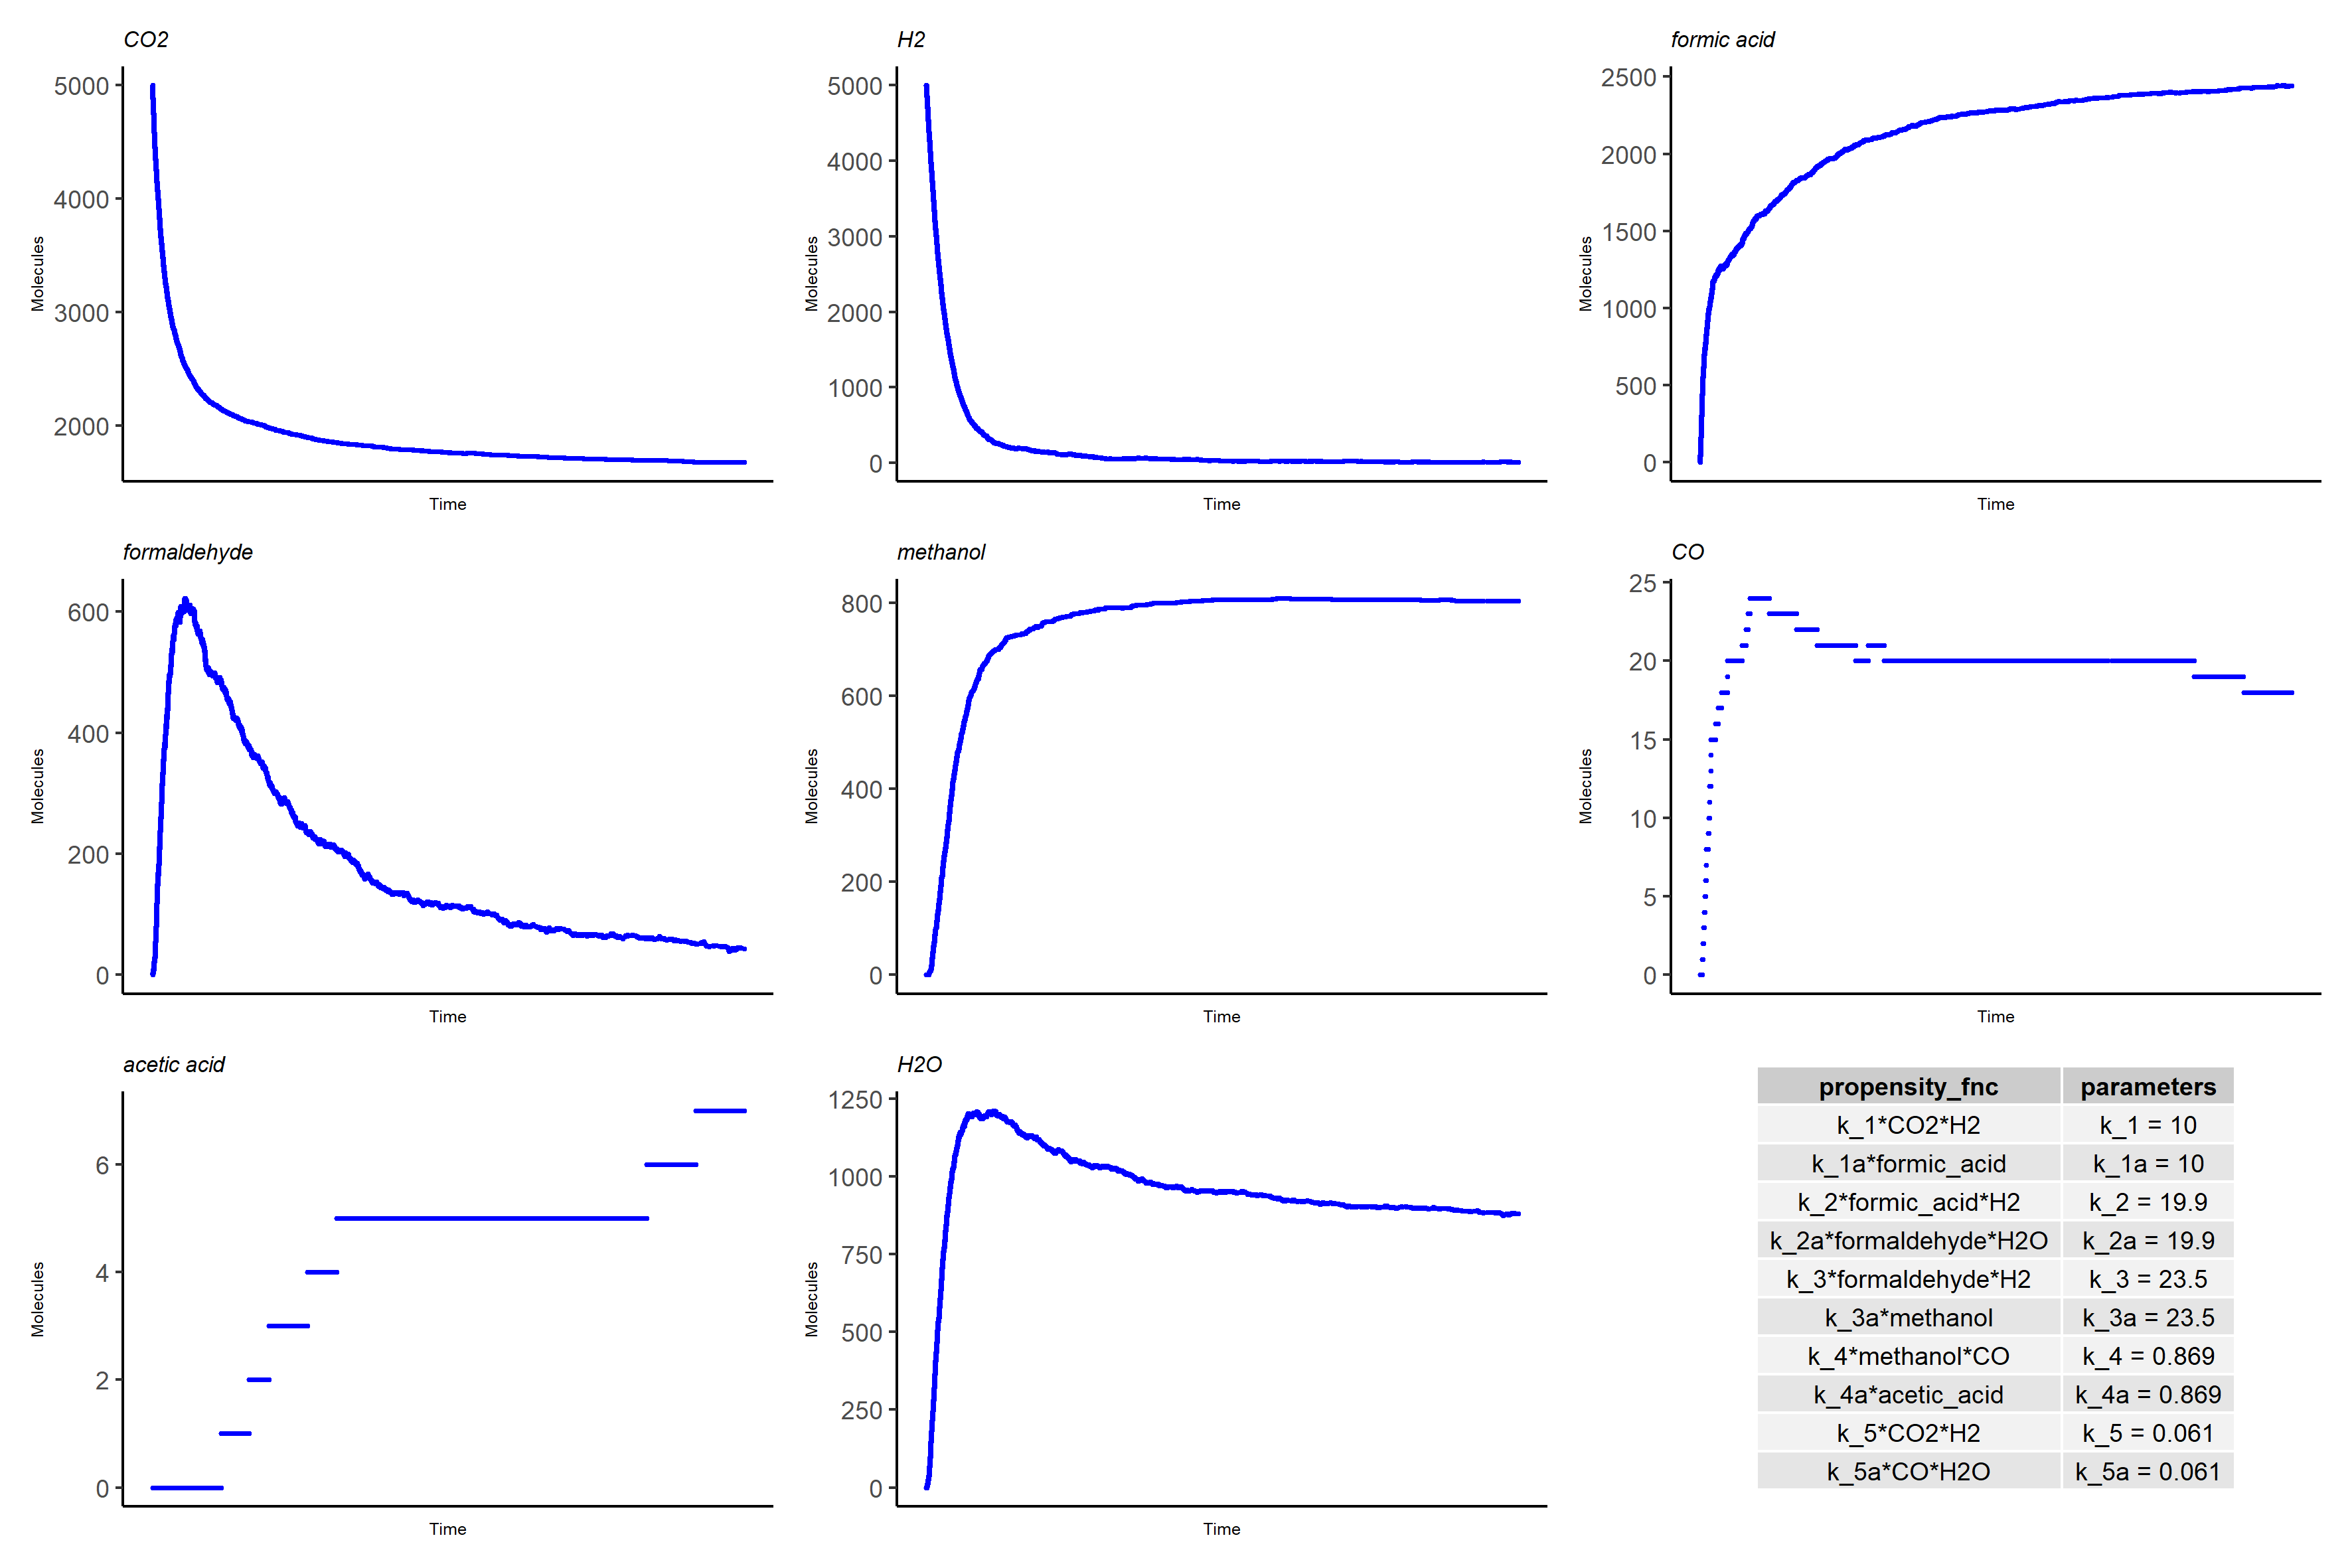 CO2
5000
4000
3000
2000
Molecules
Time
H2
5000
4000
3000
2000
1000
0
Molecules
Time
formic acid
2500
2000
1500
1000
500
0
Molecules
Time
formaldehyde
600
400
200
0
Molecules
Time
methanol
800
600
400
200
0
Molecules
Time
CO
25
20
15
10
5
0
Molecules
Time
acetic acid
6
4
2
0
Molecules
Time
H2O
1250
1000
750
500
250
0
Molecules
Time
propensity_fnc parameters
k_1*CO2*H2 k_1 = 10
k_1a*formic_acid k_1a = 10
k_2*formic_acid*H2 k_2 = 19.9
k_2a*formaldehyde*H2O k_2a = 19.9
k_3*formaldehyde*H2 k_3 = 23.5
k_3a*methanol k_3a = 23.5
k_4*methanol*CO k_4 = 0.869
k_4a*acetic_acid k_4a = 0.869
k_5*CO2*H2 k_5 = 0.061
k_5a*CO*H2O k_5a = 0.061